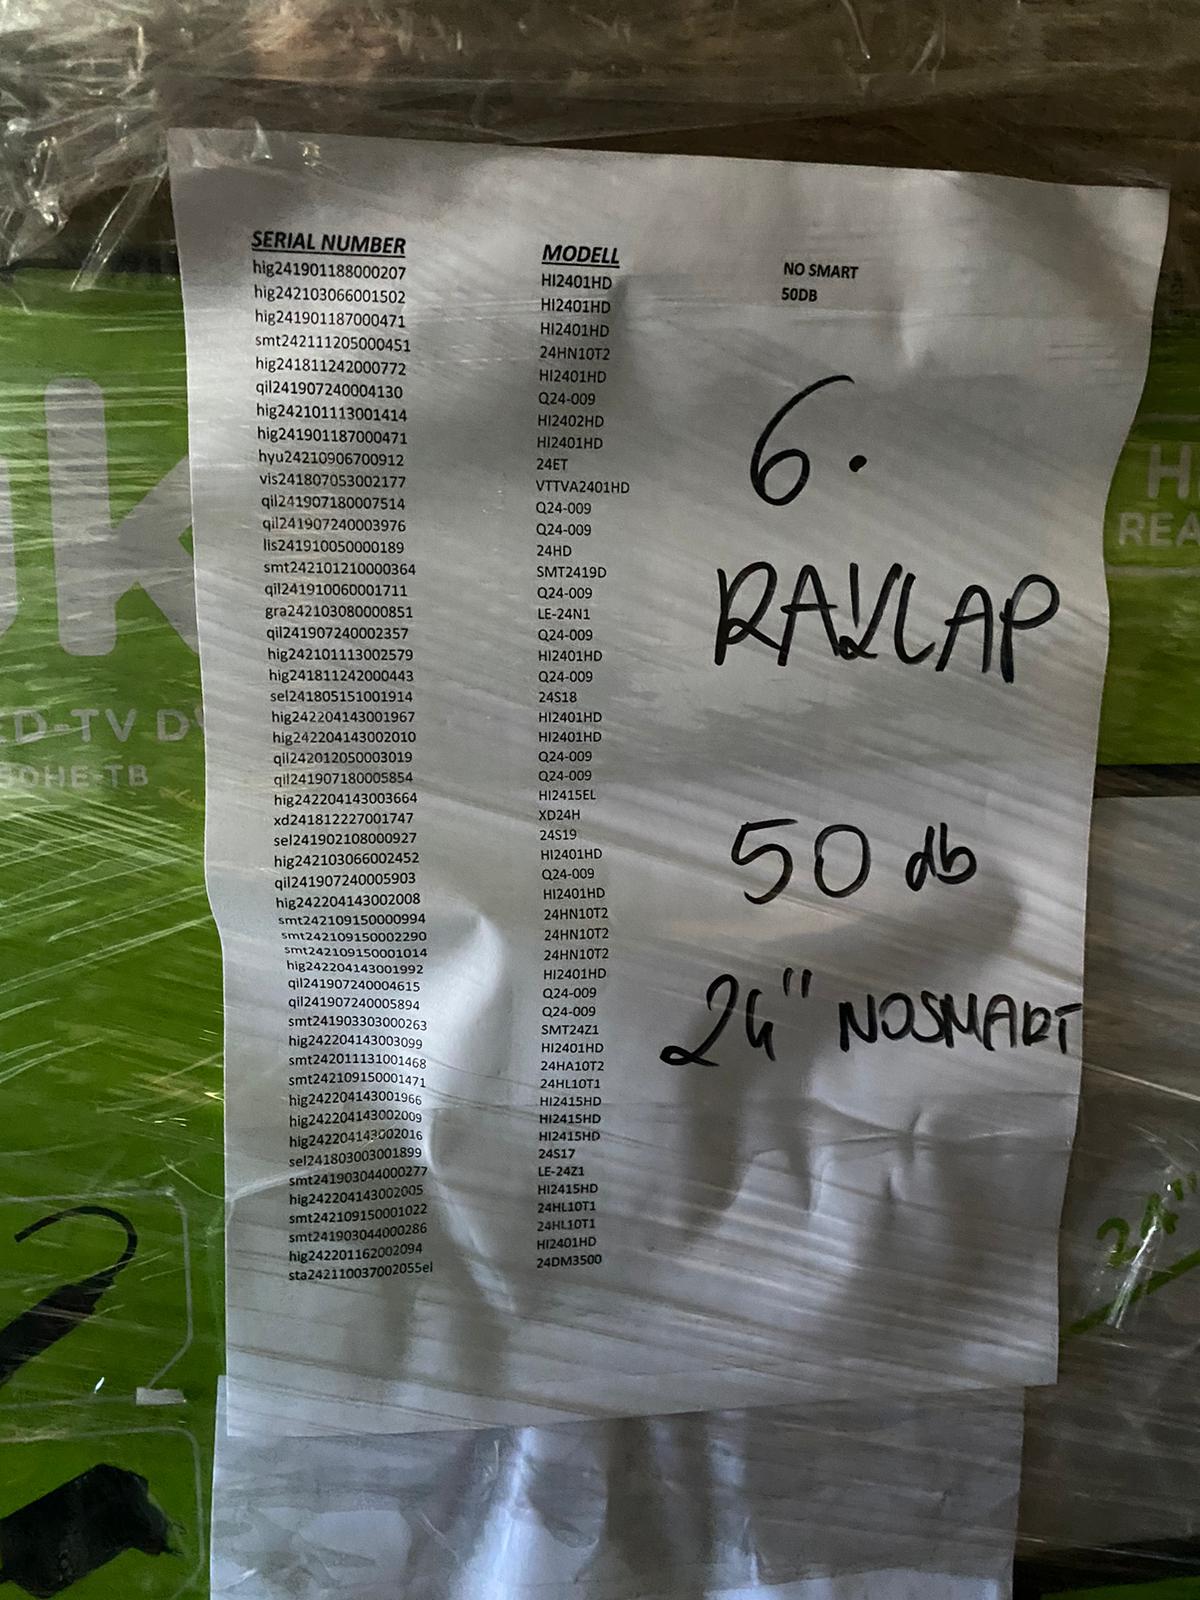 SERIAL NUMBER MODELL
hig241901188000207 HI2401HD NO SMART
hig242103066001502 HI2401HD 50DB
hig241901187000471 HI2401HD
smt242111205000451 24HN10T2
hig241811242000772 HI2401HD
qil241907240004130 Q24-009
hig242101113001414 HI2402HD
hig241901187000471 HI2401HD
hyu24210906700912 24ET
vis241807053002177 VTTVA2401HD
qil241907180007514 Q24-009
qil241907240003976 Q24-009
lis241910050000189 24HD
smt242101210000364 SMT2419D
qil241910060001711 Q24-009
gra242103080000851 LE-24N1
qil241907240002357 Q24-009
hig242101113002579 HI2401HD
hig241811242000443 Q24-009
sel241805151001914 24S18
hig242204143001967 HI2401HD
hig242204143002010 HI2401HD
qil242012050003019 Q24-009
qil241907180005854 Q24-009
hig242204143003664 HI2415EL
xd241812227001747 XD24H
sel241902108000927 24S19
hig242103066002452 HI2401HD
qil241907240005903 Q24-009
hig242204143002008 HI2401HD
smt242109150000994 24HN10T2
smt242109150002290 24HN10T2
smt242109150001014 24HN10T2
hig242204143001992 HI2401HD
qil241907240004615 Q24-009
qil241907240005894 Q24-009
smt241903303000263 SMT24Z1
hig242204143003099 HI2401HD
smt242011131001468 24HA10T2
smt242109150001471 24HL10T1
hig242204143001966 HI2415HD
hig242204143002009 HI2415HD
hig242204143002016 HI2415HD
sel241803003001899 24S17
smt241903044000277 LE-24Z1
hig242204143002005 HI2415HD
smt242109150001022 24HL10T1
smt241903044000286 24HL10T1
hig242201162002094 HI2401HD
sta242110037002055el 24DM3500
6.
RAKLAP
50 db
24" NOSMART
ED-TV
50HE-TB
24"
2